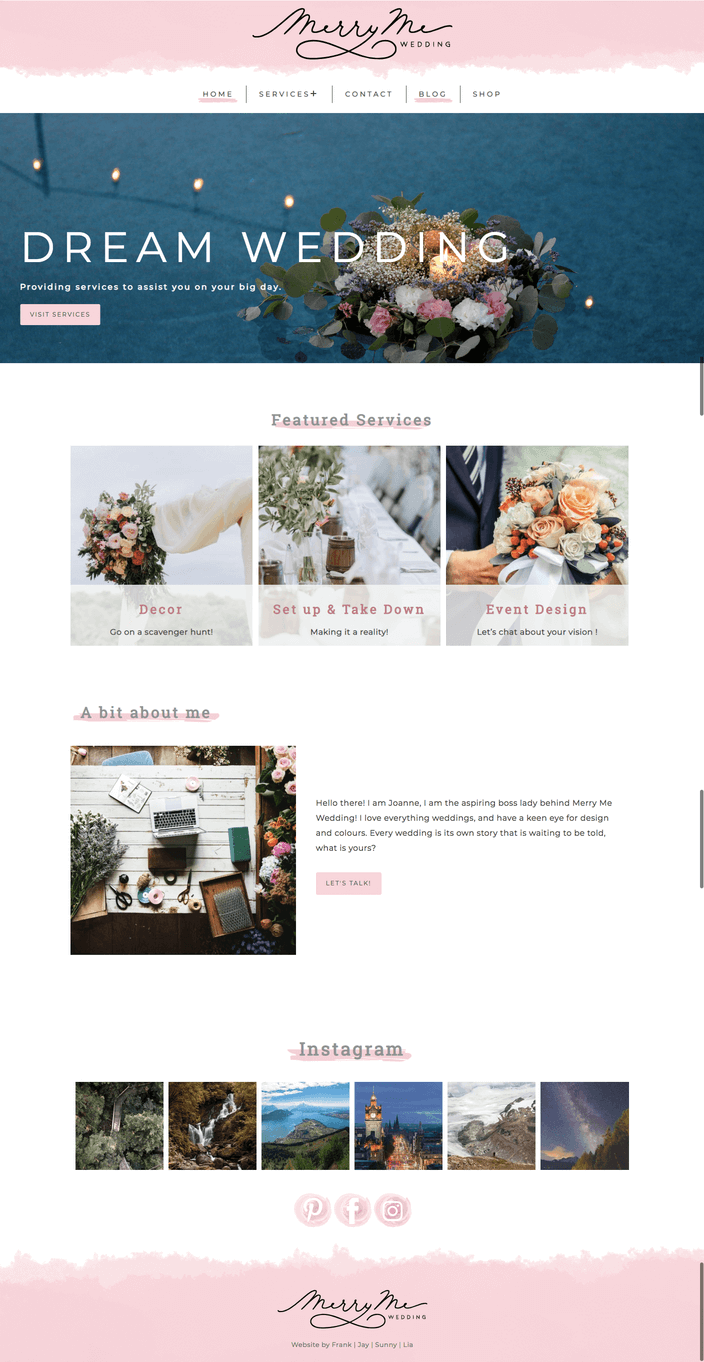 Merry Me
WEDDING
HOME
SERVICES+
CONTACT
BLOG
SHOP
DREAM WEDDING
Providing services to assist you on your big day.
VISIT SERVICES
Featured Services
Decor
Go on a scavenger hunt!
Set up & Take Down
Making it a reality!
Event Design
Let's chat about your vision !
A bit about me
Hello there! I am Joanne, I am the aspiring boss lady behind Merry Me
Wedding! I love everything weddings, and have a keen eye for design
and colours. Every wedding is its own story that is waiting to be told,
what is yours?
LET'S TALK!
Instagram
Merry Me
WEDDING
Website by Frank | Jay | Sunny | Lia